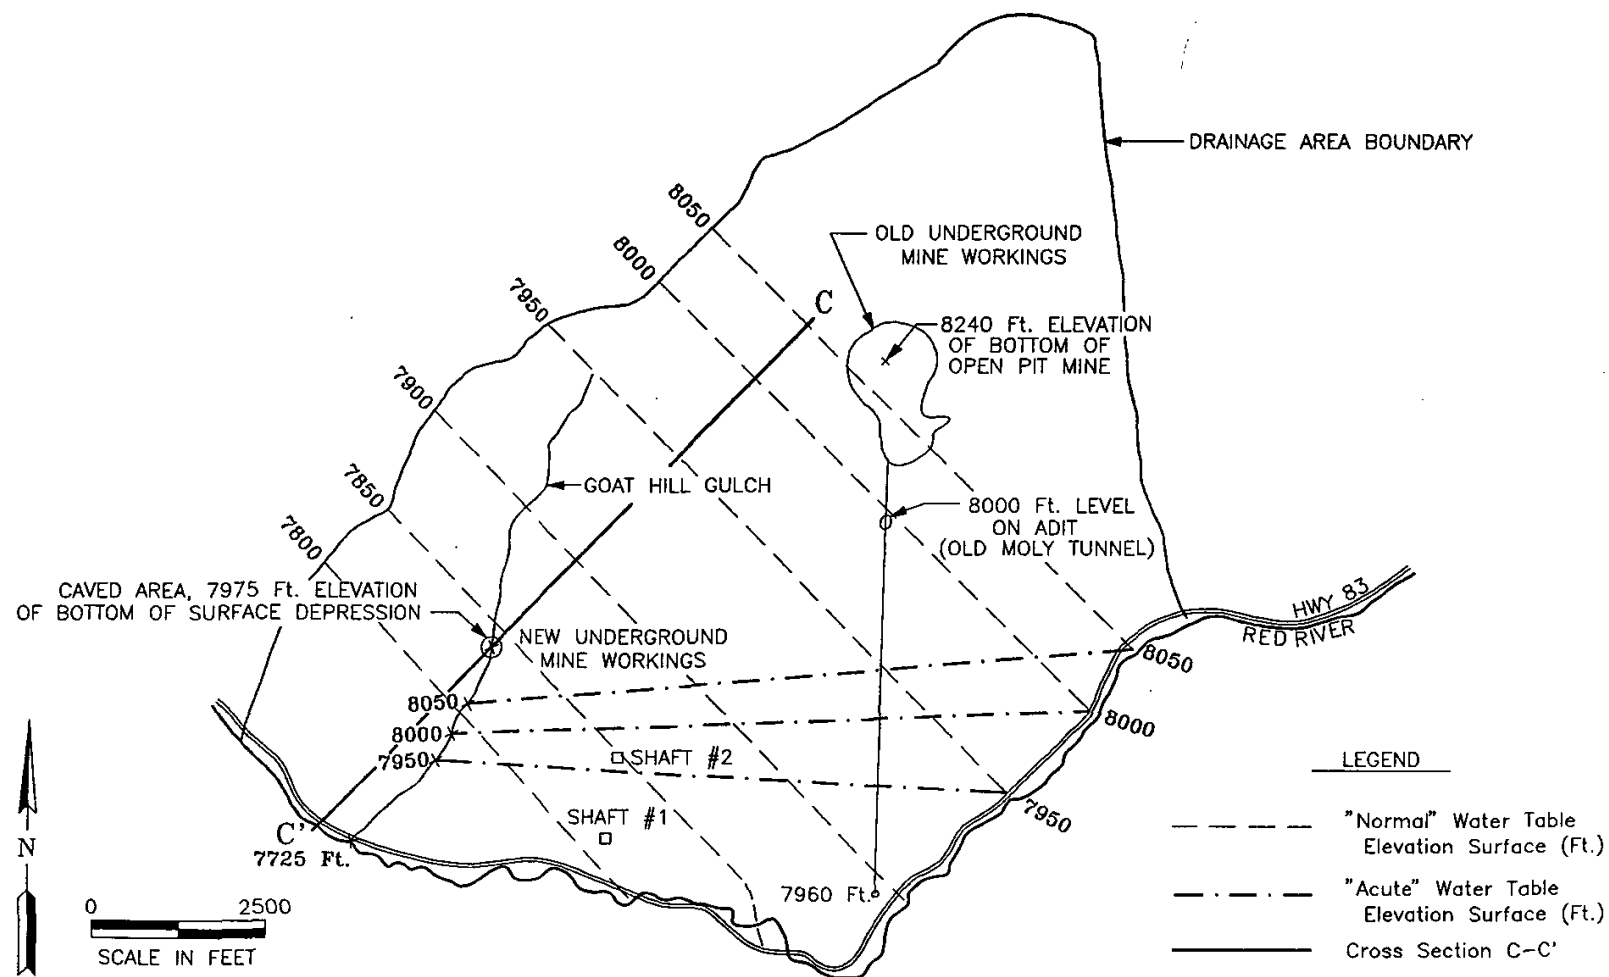 DRAINAGE AREA BOUNDARY
8050
8000
7950
7900
7850
7800
OLD UNDERGROUND
MINE WORKINGS
C
8240 Ft. ELEVATION
OF BOTTOM OF
OPEN PIT MINE
GOAT HILL GULCH
8000 Ft. LEVEL
ON ADIT
(OLD MOLY TUNNEL)
CAVED AREA, 7975 Ft. ELEVATION
OF BOTTOM OF SURFACE DEPRESSION
NEW UNDERGROUND
MINE WORKINGS
HWY 83
RED RIVER
8050
8050
8000
8000
7950
7950
SHAFT #2
SHAFT #1
C'
7725 Ft.
7960 Ft.
N
0 2500
SCALE IN FEET
LEGEND
"Normal" Water Table
Elevation Surface (Ft.)
"Acute" Water Table
Elevation Surface (Ft.)
Cross Section C-C'